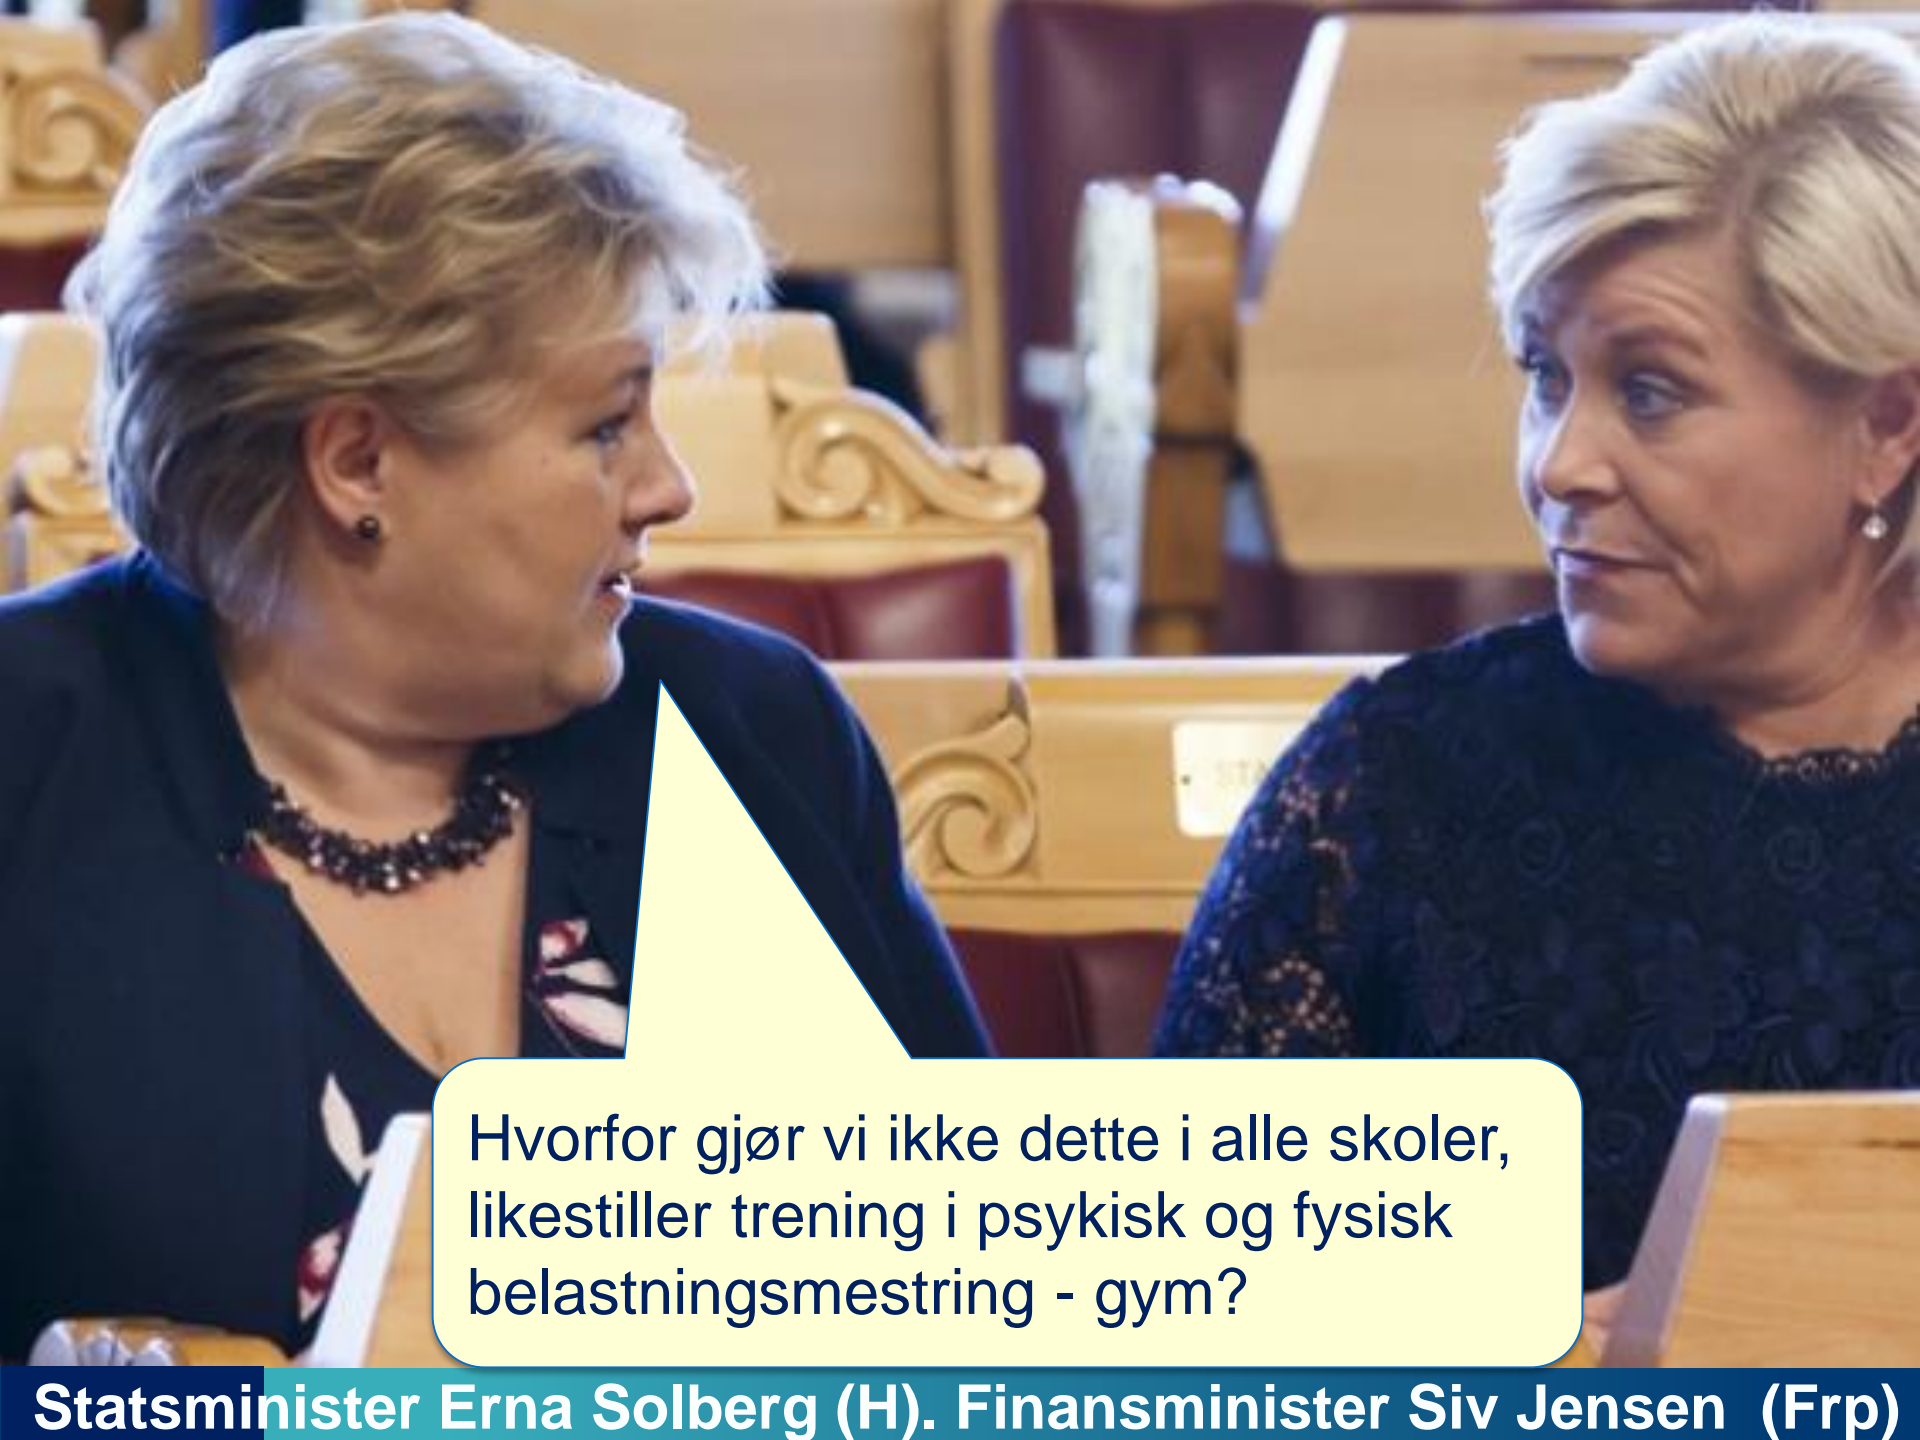 STA
Hvorfor gjør vi ikke dette i alle skoler,
likestiller trening i psykisk og fysisk
belastningsmestring - gym?
Statsminister Erna Solberg (H). Finansminister Siv Jensen (Frp)